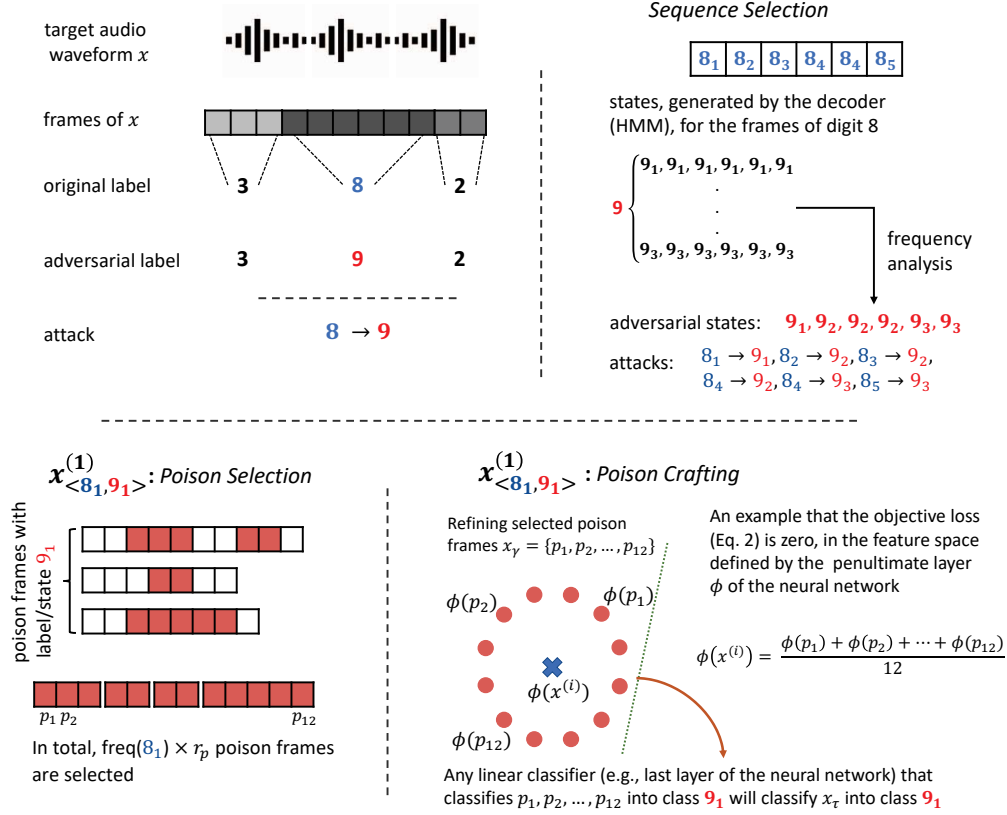 target audio
waveform x
frames of x
original label
3 8 2
adversarial label
3 9 2
attack
8 → 9
Sequence Selection
8₁ 8₂ 8₃ 8₄ 8₄ 8₅
states, generated by the decoder
(HMM), for the frames of digit 8
9₁, 9₁, 9₁, 9₁, 9₁, 9₁
.
9 .
.
9₃, 9₃, 9₃, 9₃, 9₃, 9₃
frequency
analysis
adversarial states: 9₁, 9₂, 9₂, 9₂, 9₃, 9₃
attacks: 8₁ → 9₁, 8₂ → 9₂, 8₃ → 9₂,
8₄ → 9₂, 8₄ → 9₃, 8₅ → 9₃
x^(1)_<8₁,9₁> : Poison Selection
poison frames with
label/state 9₁
p₁ p₂ p₁₂
In total, freq(8₁) × r_p poison frames
are selected
x^(1)_<8₁,9₁> : Poison Crafting
Refining selected poison
frames x_γ = {p₁, p₂, … , p₁₂}
ϕ(p₂) ϕ(p₁)
ϕ(x^(i))
ϕ(p₁₂)
An example that the objective loss
(Eq. 2) is zero, in the feature space
defined by the penultimate layer
ϕ of the neural network
ϕ(x^(i)) = (ϕ(p₁) + ϕ(p₂) + ⋯ + ϕ(p₁₂)) / 12
Any linear classifier (e.g., last layer of the neural network) that
classifies p₁, p₂, … , p₁₂ into class 9₁ will classify x_τ into class 9₁